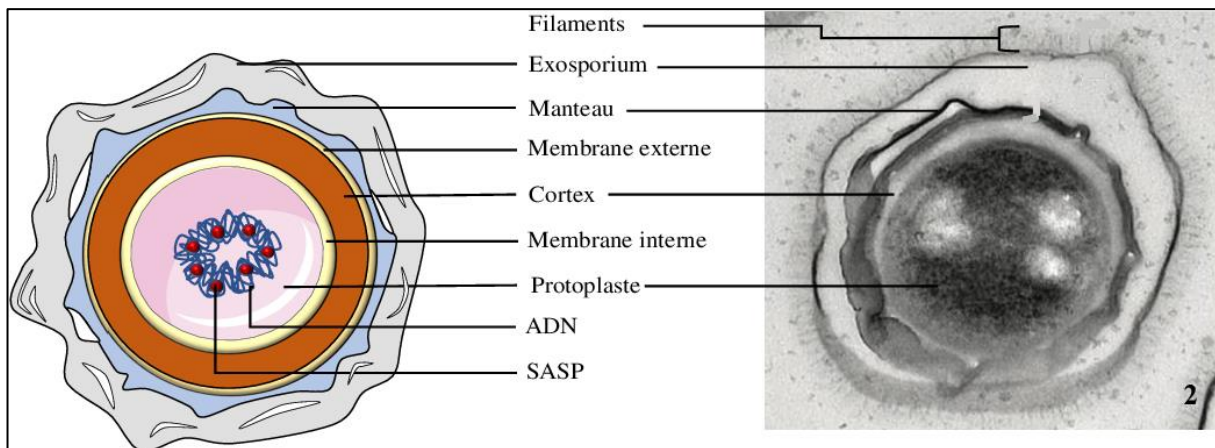 Filaments
Exosporium
Manteau
Membrane externe
Cortex
Membrane interne
Protoplaste
ADN
SASP
2